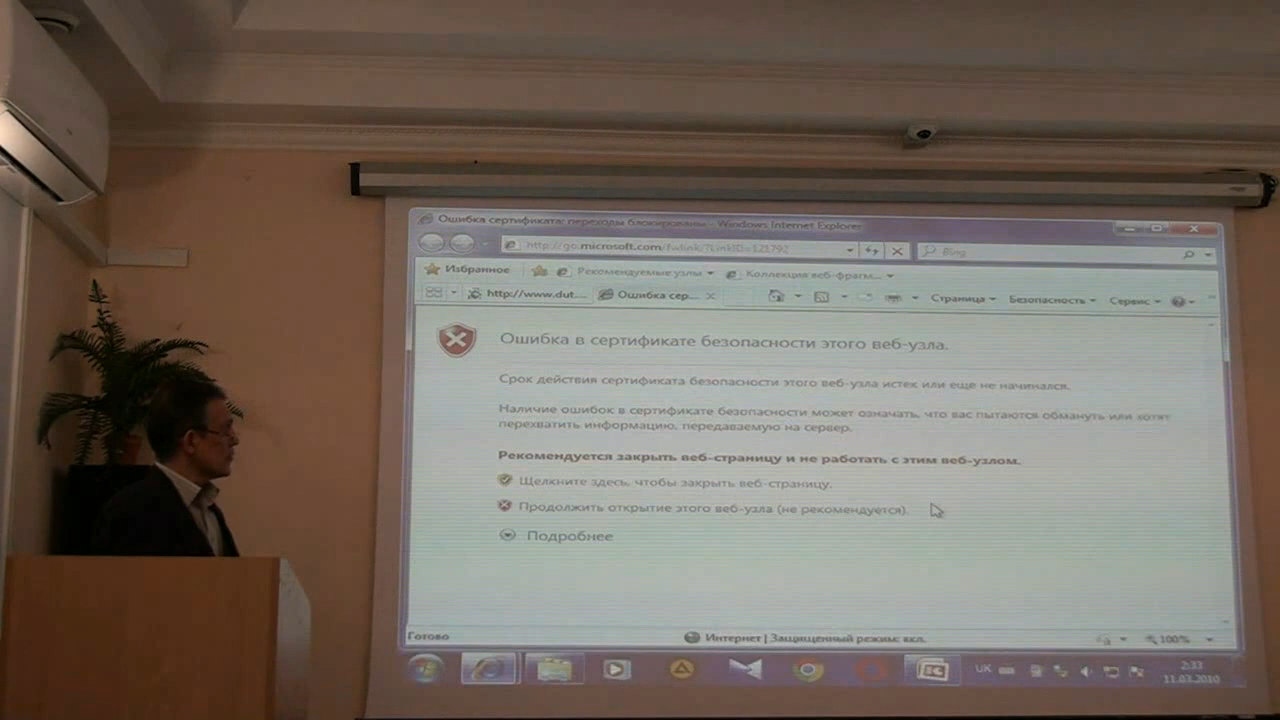 Ошибка сертификата: переходы блокированы - Windows Internet Explorer
http://go.microsoft.com/fwlink/?LinkID=121792
Bing
Избранное
Рекомендуемые узлы
Коллекция веб-фрагм...
http://www.dut....
Ошибка сер...
Страница
Безопасность
Сервис
Ошибка в сертификате безопасности этого веб-узла.
Срок действия сертификата безопасности этого веб-узла истек или еще не начинался.
Наличие ошибок в сертификате безопасности может означать, что вас пытаются обмануть или хотят
перехватить информацию, передаваемую на сервер.
Рекомендуется закрыть веб-страницу и не работать с этим веб-узлом.
Щелкните здесь, чтобы закрыть веб-страницу.
Продолжить открытие этого веб-узла (не рекомендуется).
Подробнее
Готово
Интернет | Защищенный режим: вкл.
100%
UK
2:33
11.03.2010